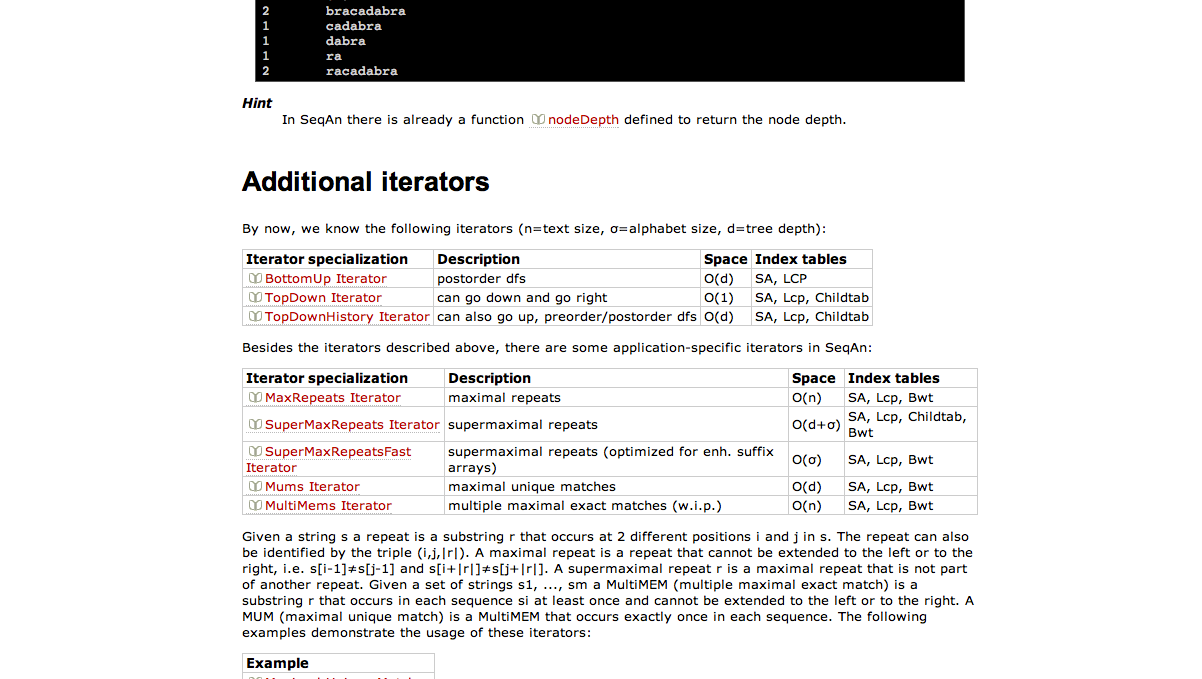 2 bracadabra
1 cadabra
1 dabra
1 ra
2 racadabra
Hint
In SeqAn there is already a function nodeDepth defined to return the node depth.
Additional iterators
By now, we know the following iterators (n=text size, σ=alphabet size, d=tree depth):
Iterator specialization Description Space Index tables
BottomUp Iterator postorder dfs O(d) SA, LCP
TopDown Iterator can go down and go right O(1) SA, Lcp, Childtab
TopDownHistory Iterator can also go up, preorder/postorder dfs O(d) SA, Lcp, Childtab
Besides the iterators described above, there are some application-specific iterators in SeqAn:
Iterator specialization Description Space Index tables
MaxRepeats Iterator maximal repeats O(n) SA, Lcp, Bwt
SuperMaxRepeats Iterator supermaximal repeats O(d+σ) SA, Lcp, Childtab,
Bwt
SuperMaxRepeatsFast supermaximal repeats (optimized for enh. suffix
Iterator arrays) O(σ) SA, Lcp, Bwt
Mums Iterator maximal unique matches O(d) SA, Lcp, Bwt
MultiMems Iterator multiple maximal exact matches (w.i.p.) O(n) SA, Lcp, Bwt
Given a string s a repeat is a substring r that occurs at 2 different positions i and j in s. The repeat can also
be identified by the triple (i,j,|r|). A maximal repeat is a repeat that cannot be extended to the left or to the
right, i.e. s[i-1]≠s[j-1] and s[i+|r|]≠s[j+|r|]. A supermaximal repeat r is a maximal repeat that is not part
of another repeat. Given a set of strings s1, ..., sm a MultiMEM (multiple maximal exact match) is a
substring r that occurs in each sequence si at least once and cannot be extended to the left or to the right. A
MUM (maximal unique match) is a MultiMEM that occurs exactly once in each sequence. The following
examples demonstrate the usage of these iterators:
Example